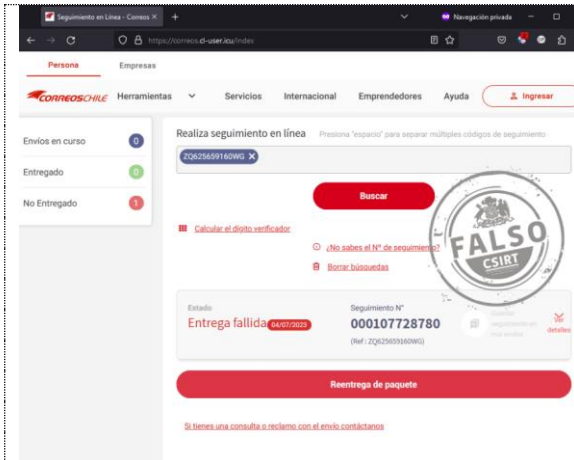 Seguimiento en Línea - Correos
Navegación privada
https://correos.cl-user.icu/index
Persona
Empresas
CORREOSCHILE
Herramientas
Servicios
Internacional
Emprendedores
Ayuda
Ingresar
Envíos en curso
0
Entregado
0
No Entregado
1
Realiza seguimiento en línea
Presiona "espacio" para separar múltiples códigos de seguimiento
ZQ625659160WG X
Buscar
Calcular el dígito verificador
¿No sabes el Nº de seguimiento?
Borrar búsquedas
FALSO
CSIRT
Estado
Entrega fallida
04/07/2023
Seguimiento N°
000107728780
(Ref : ZQ625659160WG)
Ver
detalles
Reentrega de paquete
Si tienes una consulta o reclamo con el envío contáctanos